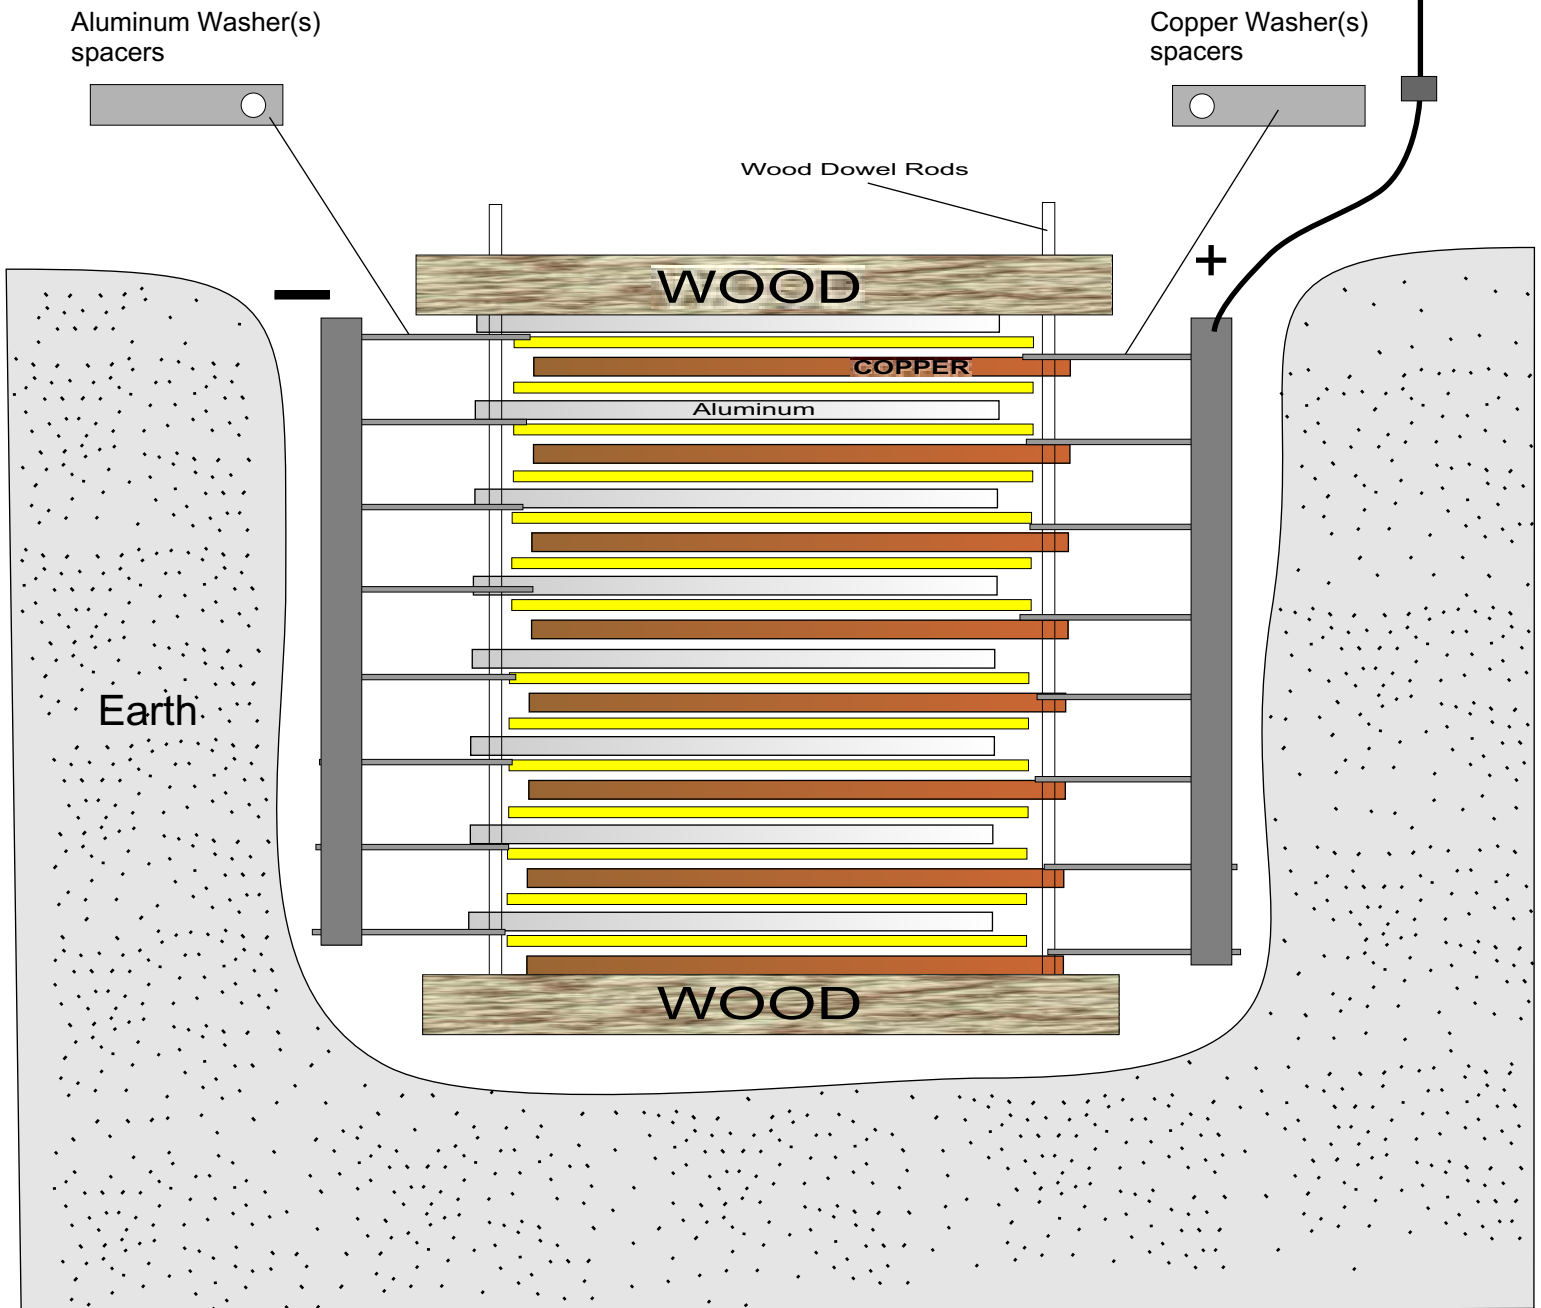 Aluminum Washer(s)
spacers
Copper Washer(s)
spacers
Wood Dowel Rods
+
WOOD
COPPER
Aluminum
Earth
WOOD